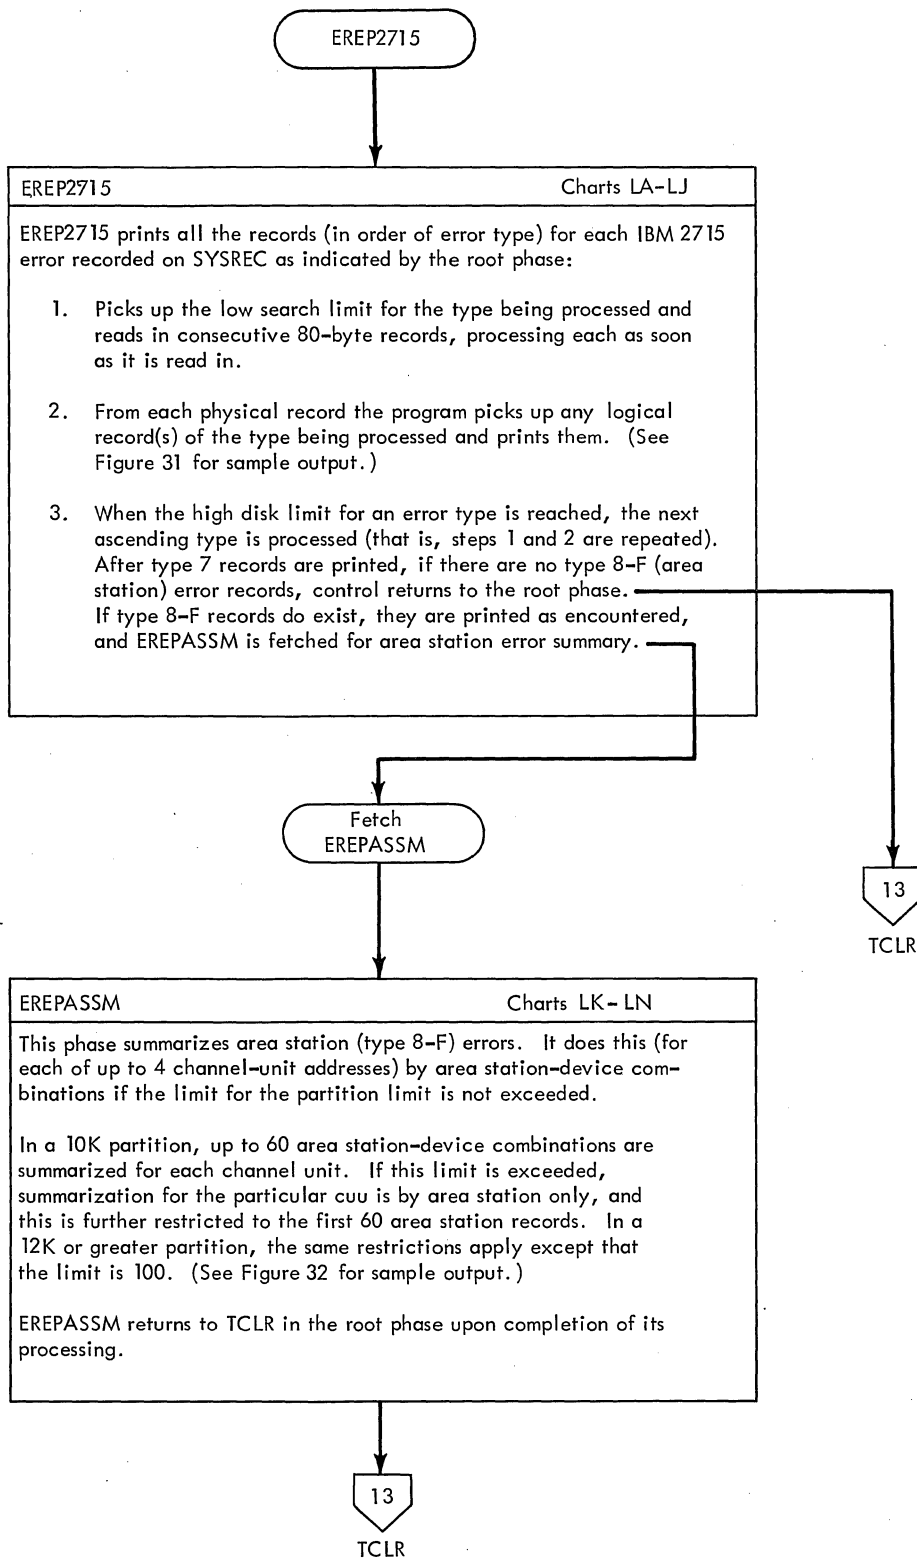 EREP2715
EREP2715 Charts LA-LJ
EREP2715 prints all the records (in order of error type) for each IBM 2715
error recorded on SYSREC as indicated by the root phase:
1. Picks up the low search limit for the type being processed and
reads in consecutive 80-byte records, processing each as soon
as it is read in.
2. From each physical record the program picks up any logical
record(s) of the type being processed and prints them. (See
Figure 31 for sample output.)
3. When the high disk limit for an error type is reached, the next
ascending type is processed (that is, steps 1 and 2 are repeated).
After type 7 records are printed, if there are no type 8-F (area
station) error records, control returns to the root phase.
If type 8-F records do exist, they are printed as encountered,
and EREPASSM is fetched for area station error summary.
Fetch
EREPASSM
13
TCLR
EREPASSM Charts LK-LN
This phase summarizes area station (type 8-F) errors. It does this (for
each of up to 4 channel-unit addresses) by area station-device com-
binations if the limit for the partition limit is not exceeded.
In a 10K partition, up to 60 area station-device combinations are
summarized for each channel unit. If this limit is exceeded,
summarization for the particular cuu is by area station only, and
this is further restricted to the first 60 area station records. In a
12K or greater partition, the same restrictions apply except that
the limit is 100. (See Figure 32 for sample output.)
EREPASSM returns to TCLR in the root phase upon completion of its
processing.
13
TCLR